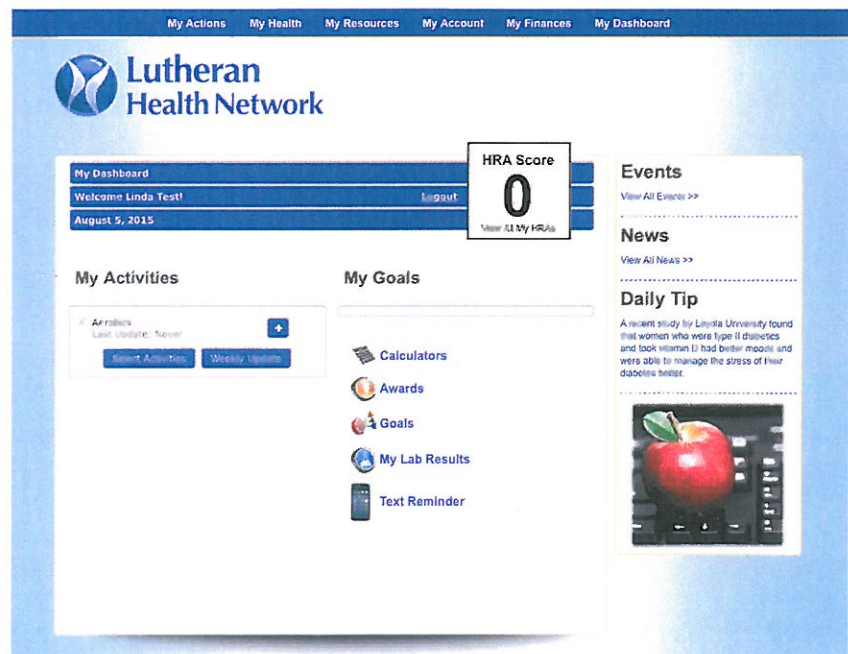 My Actions My Health My Resources My Account My Finances My Dashboard
Lutheran
Health Network
My Dashboard
Welcome Linda Test! Logout
August 5, 2015
HRA Score
0
View All My HRAs
My Activities
Aerobics
Last Update: Never
+
Select Activities Weekly Update
My Goals
Calculators
Awards
Goals
My Lab Results
Text Reminder
Events
View All Events >>
News
View All News >>
Daily Tip
A recent study by Loyola University found
that women who were type II diabetics
and took vitamin D had better moods and
were able to manage the stress of their
diabetes better.